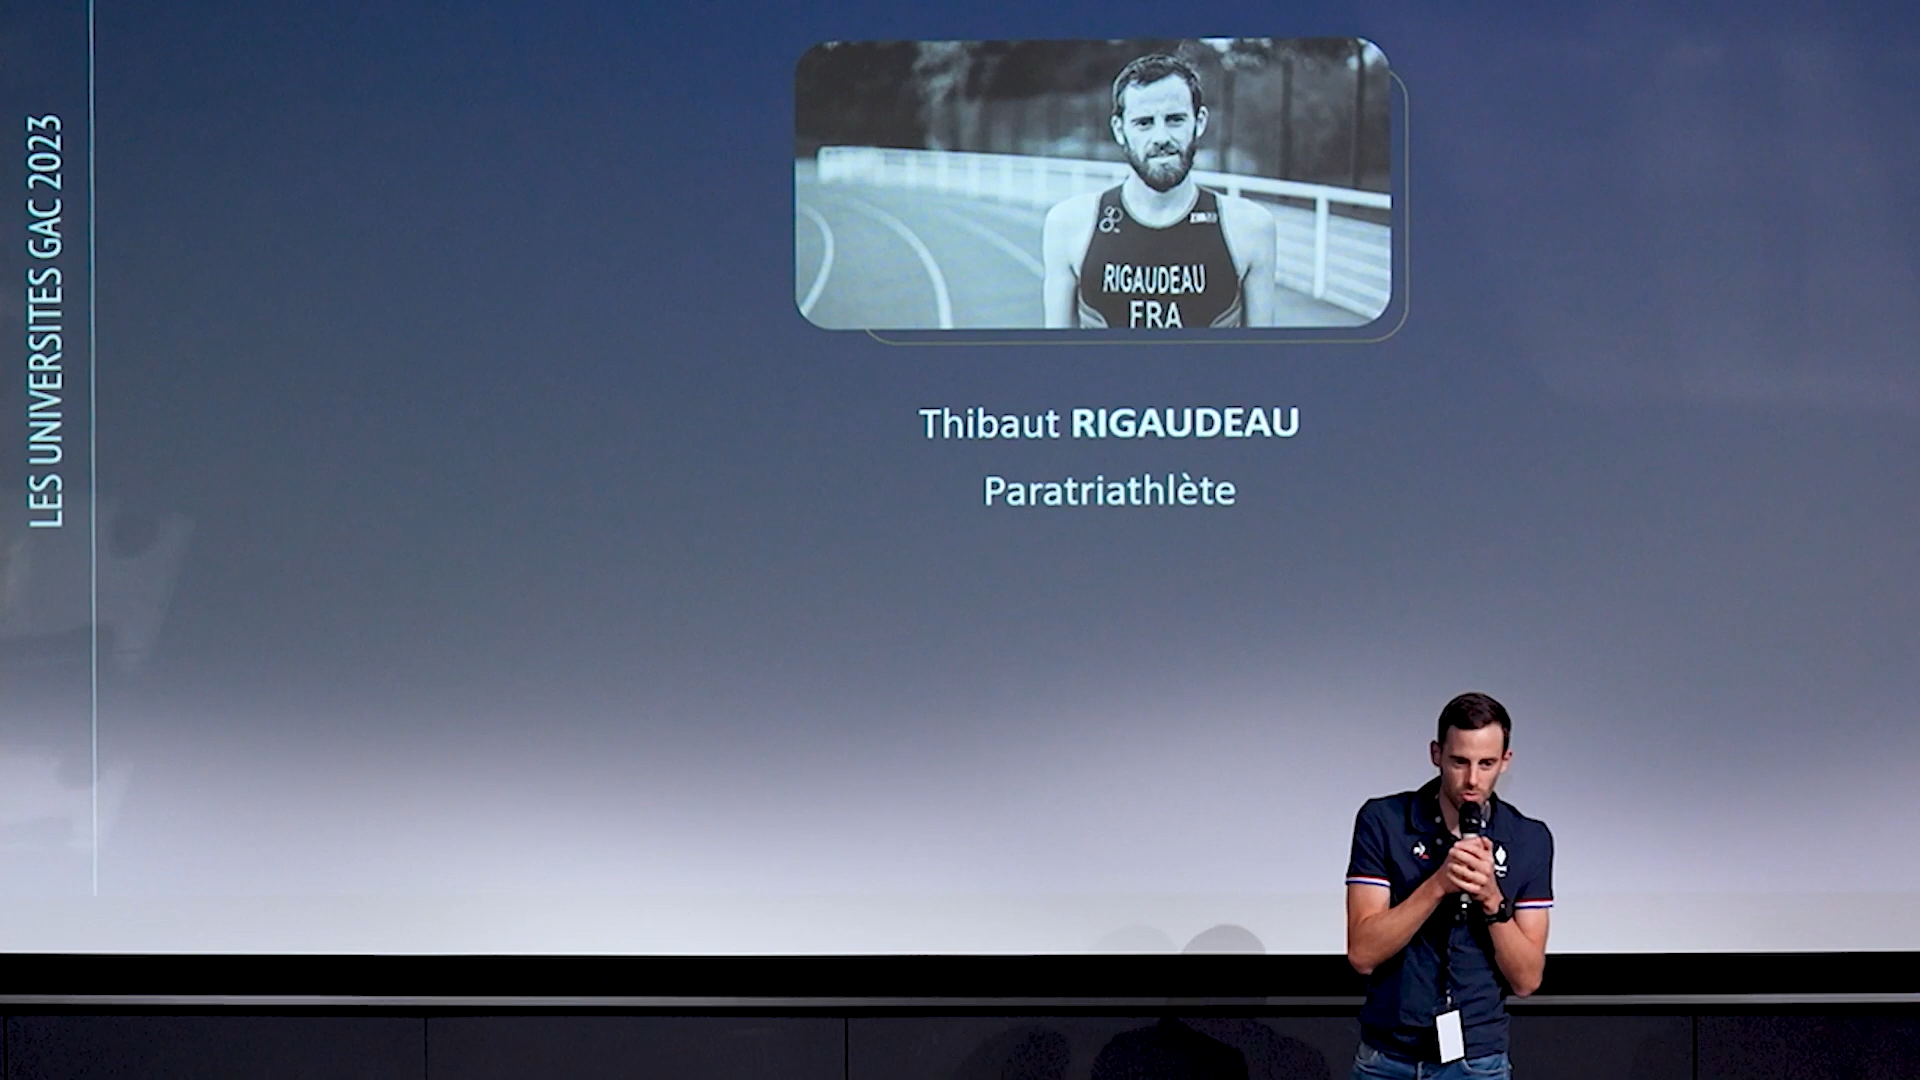 LES UNIVERSITES GAC 2023
RIGAUDEAU
FRA
Thibaut RIGAUDEAU
Paratriathlète